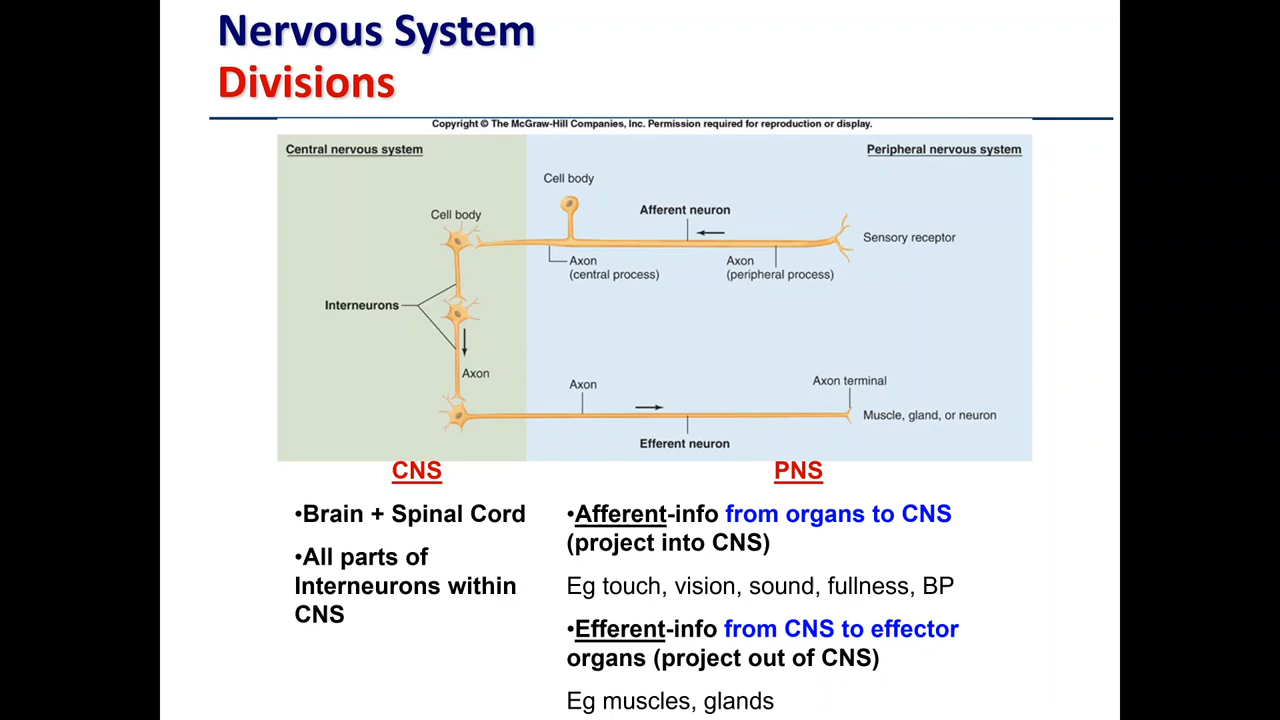 Nervous System
Divisions
Copyright © The McGraw-Hill Companies, Inc. Permission required for reproduction or display.
Central nervous system
Peripheral nervous system
Cell body
Cell body
Afferent neuron
Sensory receptor
Axon
(central process)
Axon
(peripheral process)
Interneurons
Axon
Axon
Axon terminal
Muscle, gland, or neuron
Efferent neuron
CNS
•Brain + Spinal Cord
•All parts of
Interneurons within
CNS
PNS
•Afferent-info from organs to CNS
(project into CNS)
Eg touch, vision, sound, fullness, BP
•Efferent-info from CNS to effector
organs (project out of CNS)
Eg muscles, glands